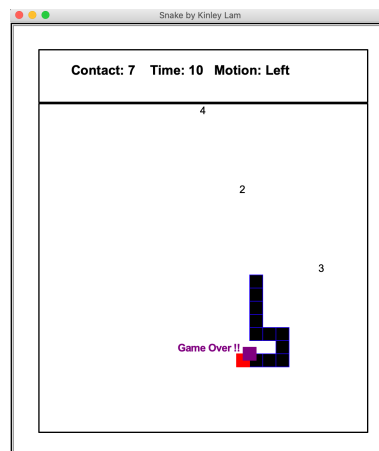 Snake by Kinley Lam
Contact: 7 Time: 10 Motion: Left
4
2
3
Game Over !!